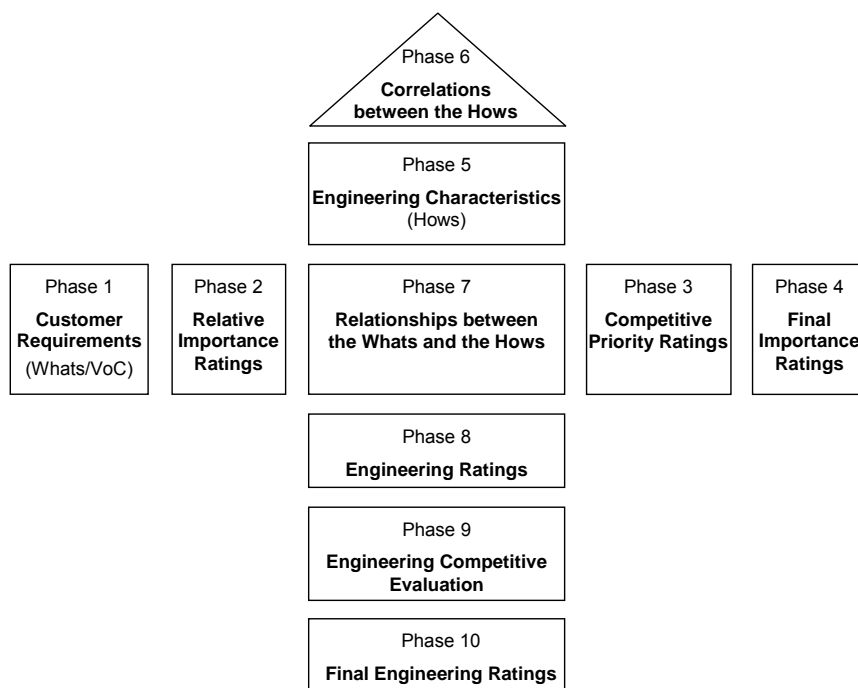 Phase 6
Correlations
between the Hows
Phase 5
Engineering Characteristics
(Hows)
Phase 1
Customer
Requirements
(Whats/VoC)
Phase 2
Relative
Importance
Ratings
Phase 7
Relationships between
the Whats and the Hows
Phase 3
Competitive
Priority Ratings
Phase 4
Final
Importance
Ratings
Phase 8
Engineering Ratings
Phase 9
Engineering Competitive
Evaluation
Phase 10
Final Engineering Ratings